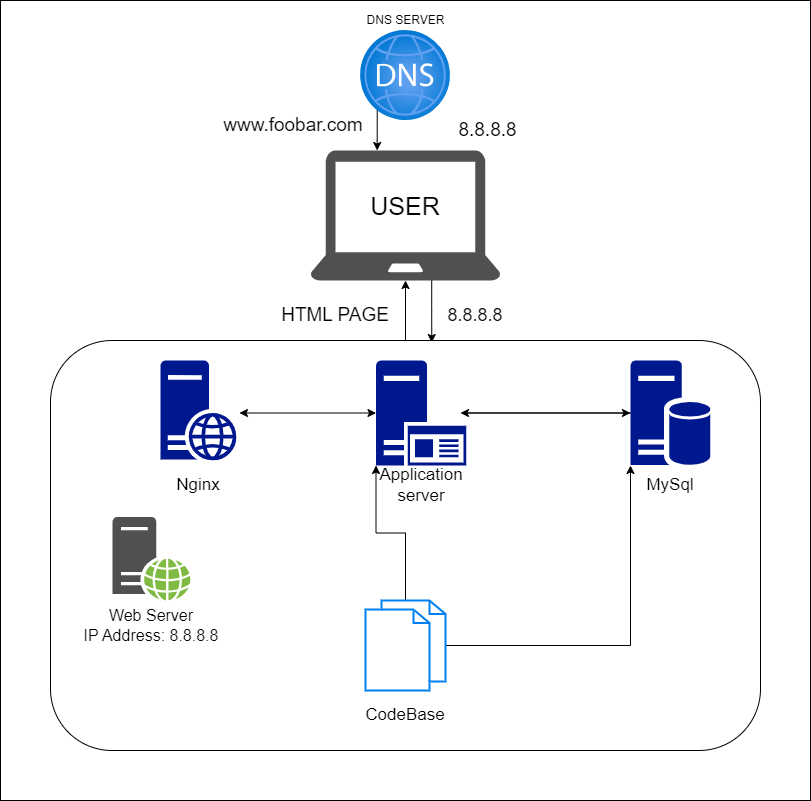 DNS SERVER
DNS
www.foobar.com
8.8.8.8
USER
HTML PAGE
8.8.8.8
Nginx
Application
server
MySql
Web Server
IP Address: 8.8.8.8
CodeBase